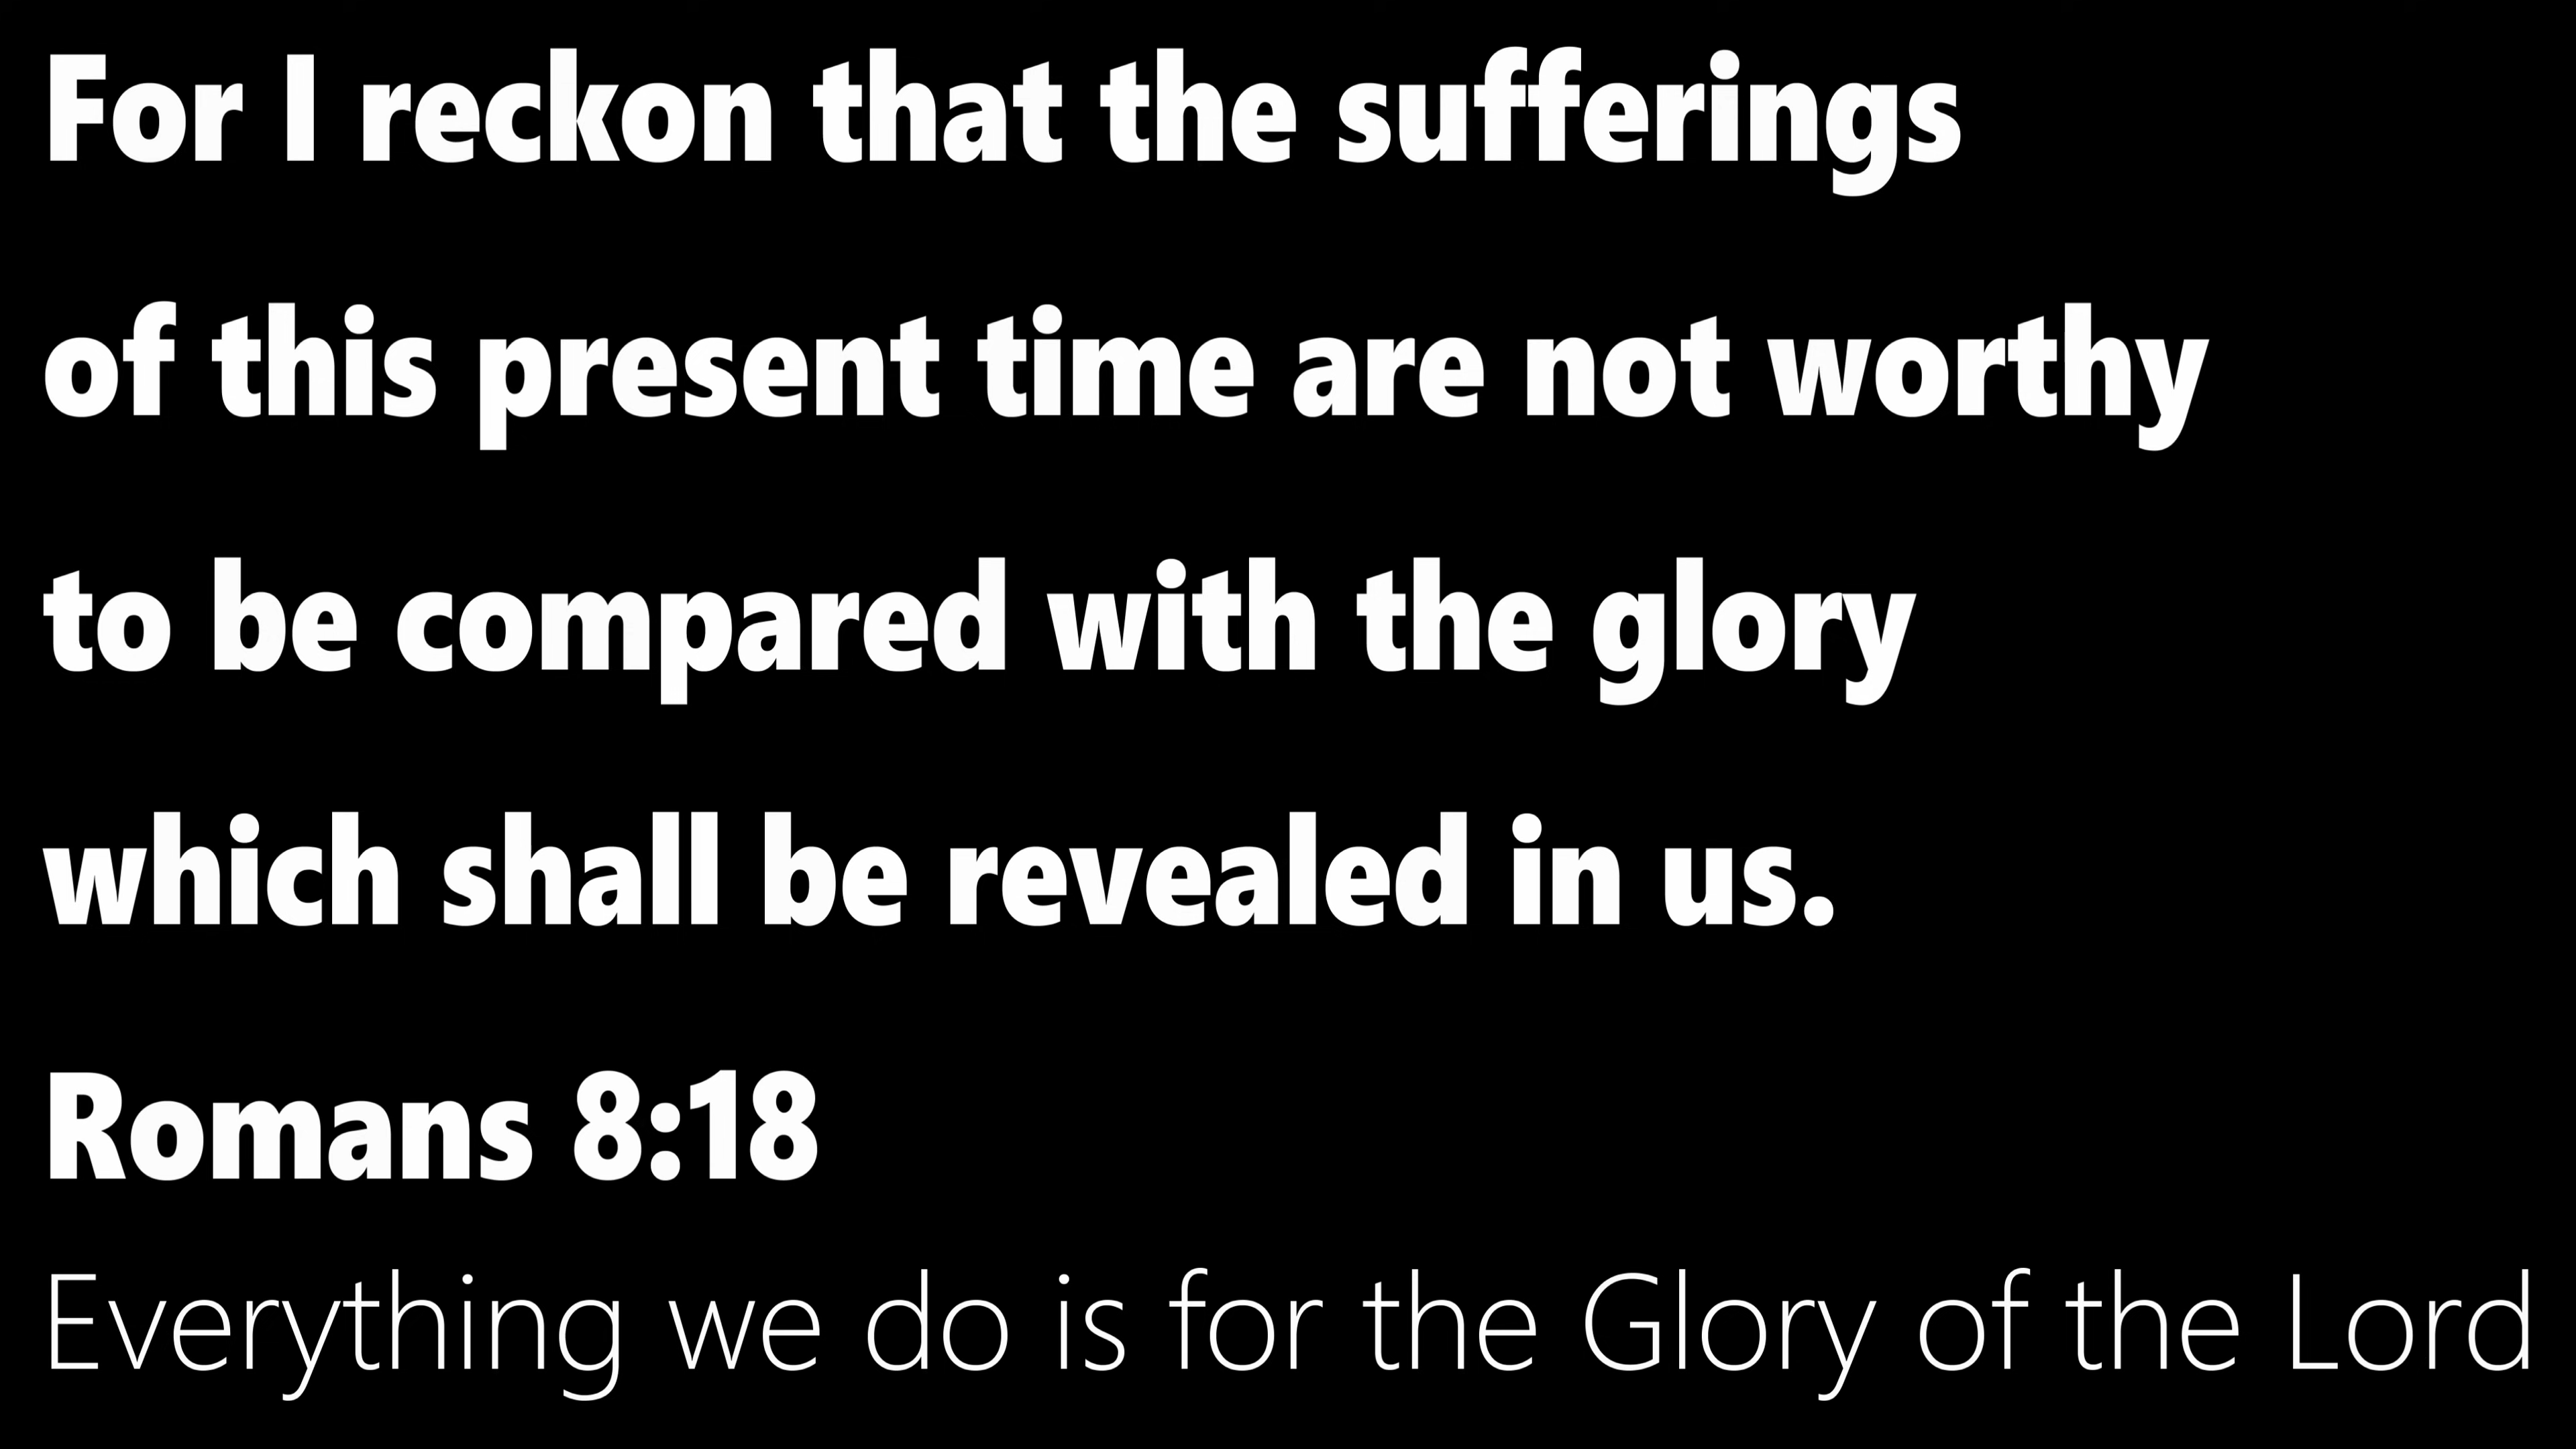 For I reckon that the sufferings
of this present time are not worthy
to be compared with the glory
which shall be revealed in us.
Romans 8:18
Everything we do is for the Glory of the Lord